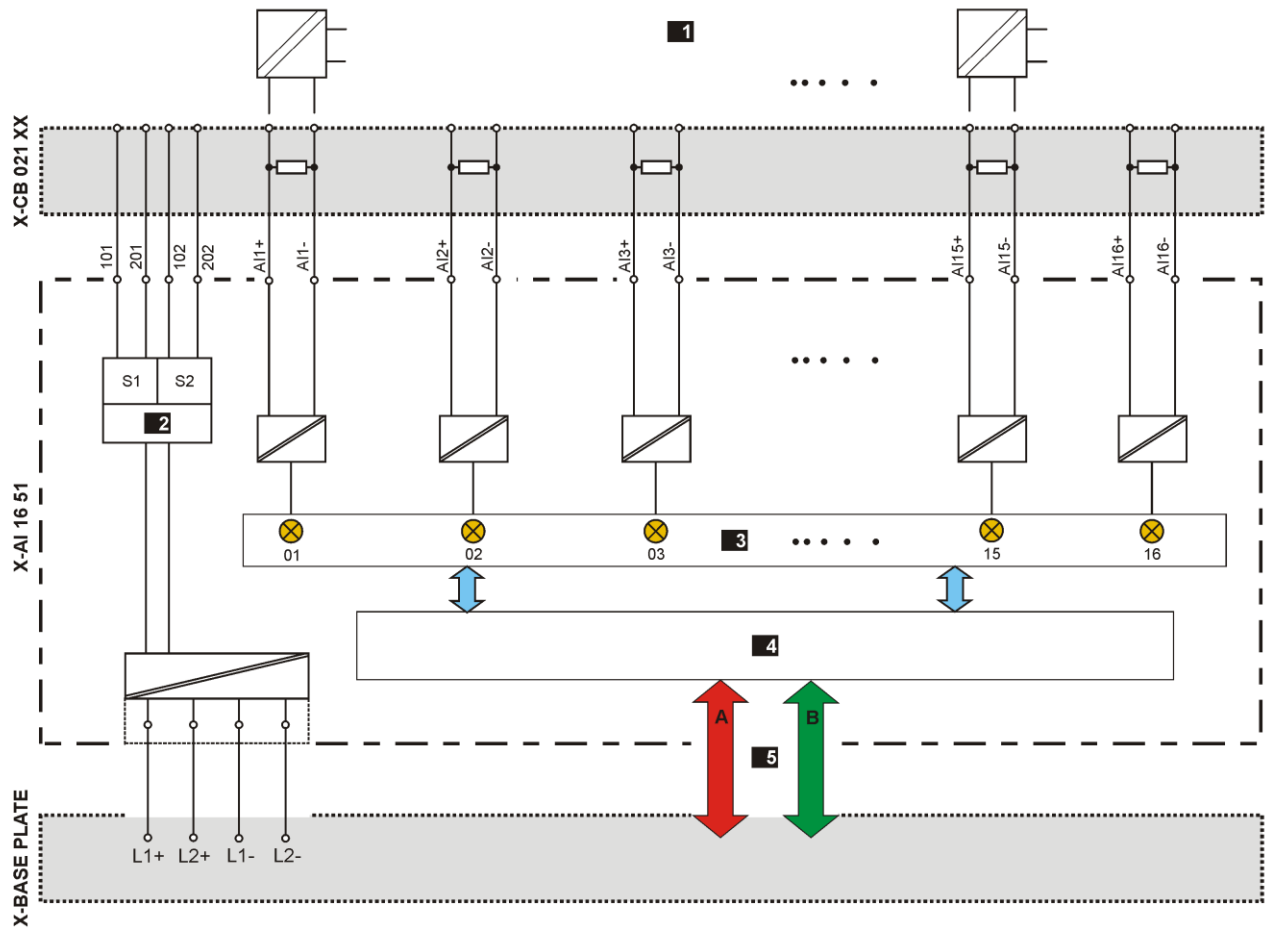 1
X-CB 021 XX
101
201
102
202
AI1+
AI1-
AI2+
AI2-
AI3+
AI3-
AI15+
AI15-
AI16+
AI16-
X-AI 16 51
S1
S2
2
01
02
03
3
15
16
4
A
B
5
X-BASE PLATE
L1+
L2+
L1-
L2-